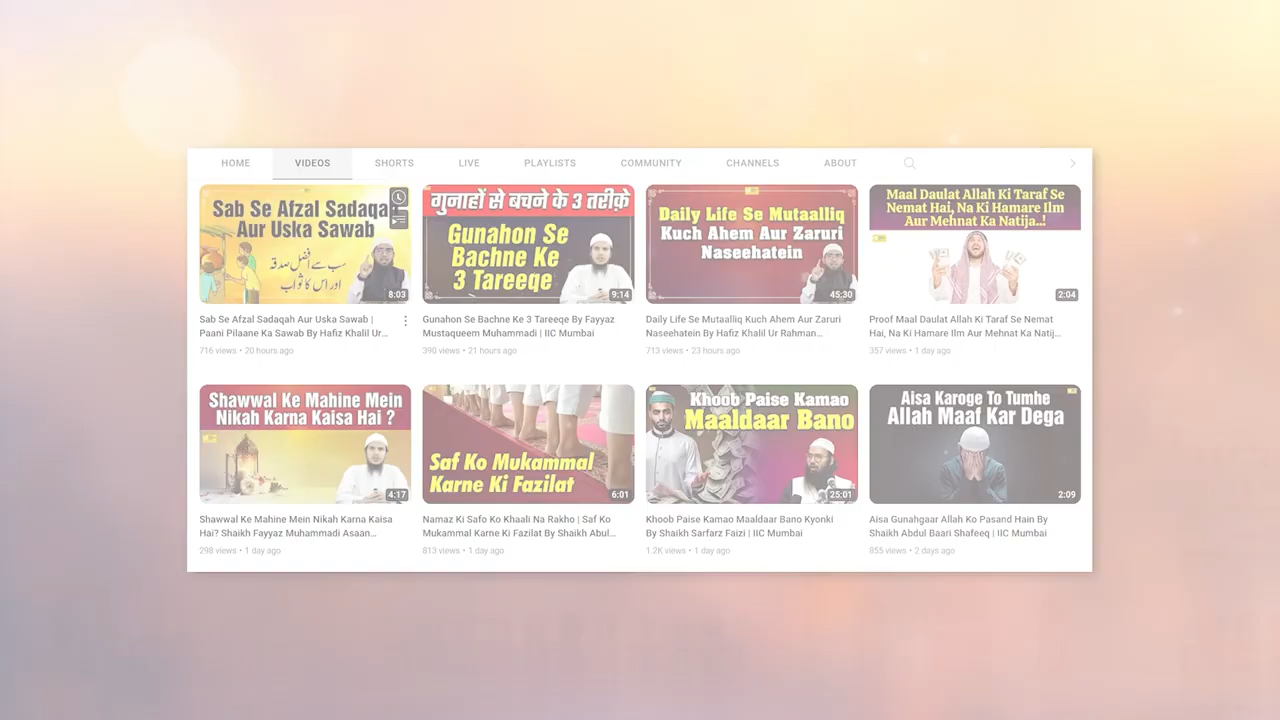 HOME VIDEOS SHORTS LIVE PLAYLISTS COMMUNITY CHANNELS ABOUT
Sab Se Afzal Sadaqa
Aur Uska Sawab
سب سے افضل صدقہ
اور اس کا ثواب
8:03
Sab Se Afzal Sadaqah Aur Uska Sawab |
Paani Pilaane Ka Sawab By Hafiz Khalil Ur...
716 views • 20 hours ago
गुनाहों से बचने के 3 तरीक़े
Gunahon Se
Bachne Ke
3 Tareeqe
9:14
Gunahon Se Bachne Ke 3 Tareeqe By Fayyaz
Mustaqueem Muhammadi | IIC Mumbai
390 views • 21 hours ago
Daily Life Se Mutaalliq
Kuch Ahem Aur Zaruri
Naseehatein
45:30
Daily Life Se Mutaalliq Kuch Ahem Aur Zaruri
Naseehatein By Hafiz Khalil Ur Rahman...
713 views • 23 hours ago
Maal Daulat Allah Ki Taraf Se
Nemat Hai, Na Ki Hamare Ilm
Aur Mehnat Ka Natija..!
2:04
Proof Maal Daulat Allah Ki Taraf Se Nemat
Hai, Na Ki Hamare Ilm Aur Mehnat Ka Natij...
357 views • 1 day ago
Shawwal Ke Mahine Mein
Nikah Karna Kaisa Hai ?
4:17
Shawwal Ke Mahine Mein Nikah Karna Kaisa
Hai? Shaikh Fayyaz Muhammadi Asaan...
298 views • 1 day ago
Saf Ko Mukammal
Karne Ki Fazilat
6:01
Namaz Ki Safo Ko Khaali Na Rakho | Saf Ko
Mukammal Karne Ki Fazilat By Shaikh Abul...
813 views • 1 day ago
Khoob Paise Kamao
Maaldaar Bano
25:01
Khoob Paise Kamao Maaldaar Bano Kyonki
By Shaikh Sarfarz Faizi | IIC Mumbai
1.2K views • 1 day ago
Aisa Karoge To Tumhe
Allah Maaf Kar Dega
2:09
Aisa Gunahgaar Allah Ko Pasand Hain By
Shaikh Abdul Baari Shafeeq | IIC Mumbai
855 views • 2 days ago